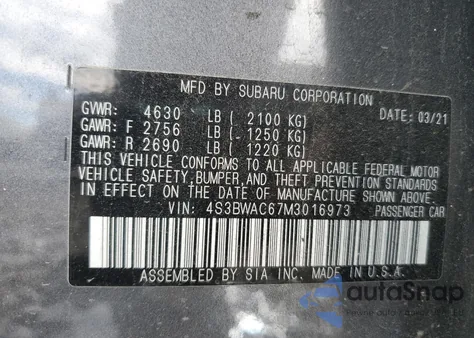 MFD BY SUBARU CORPORATION
DATE: 03/21
GVWR: 4630 LB ( 2100 KG)
GAWR: F 2756 LB ( 1250 KG)
GAWR: R 2690 LB ( 1220 KG)
THIS VEHICLE CONFORMS TO ALL APPLICABLE FEDERAL MOTOR
VEHICLE SAFETY, BUMPER, AND THEFT PREVENTION STANDARDS
IN EFFECT ON THE DATE OF MANUFACTURE SHOWN ABOVE.
VIN: 4S3BWAC67M3016973 PASSENGER CAR
ASSEMBLED BY SIA INC. MADE IN U.S.A.
autoSnap